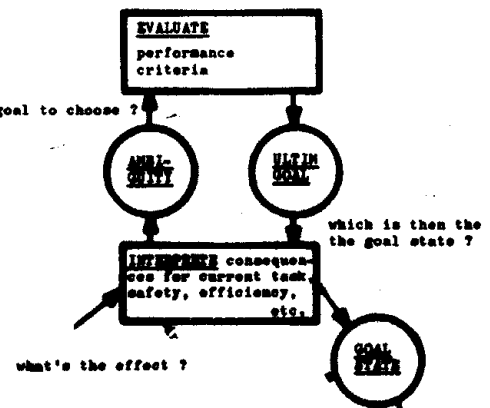 EVALUATE
performance
criteria
goal to choose ?
AMBI-
GUITY
ULTIM
GOAL
which is then the
the goal state ?
INTERPRETE consequen-
ces for current task,
safety, efficiency,
etc.
what's the effect ?
GOAL
STATE